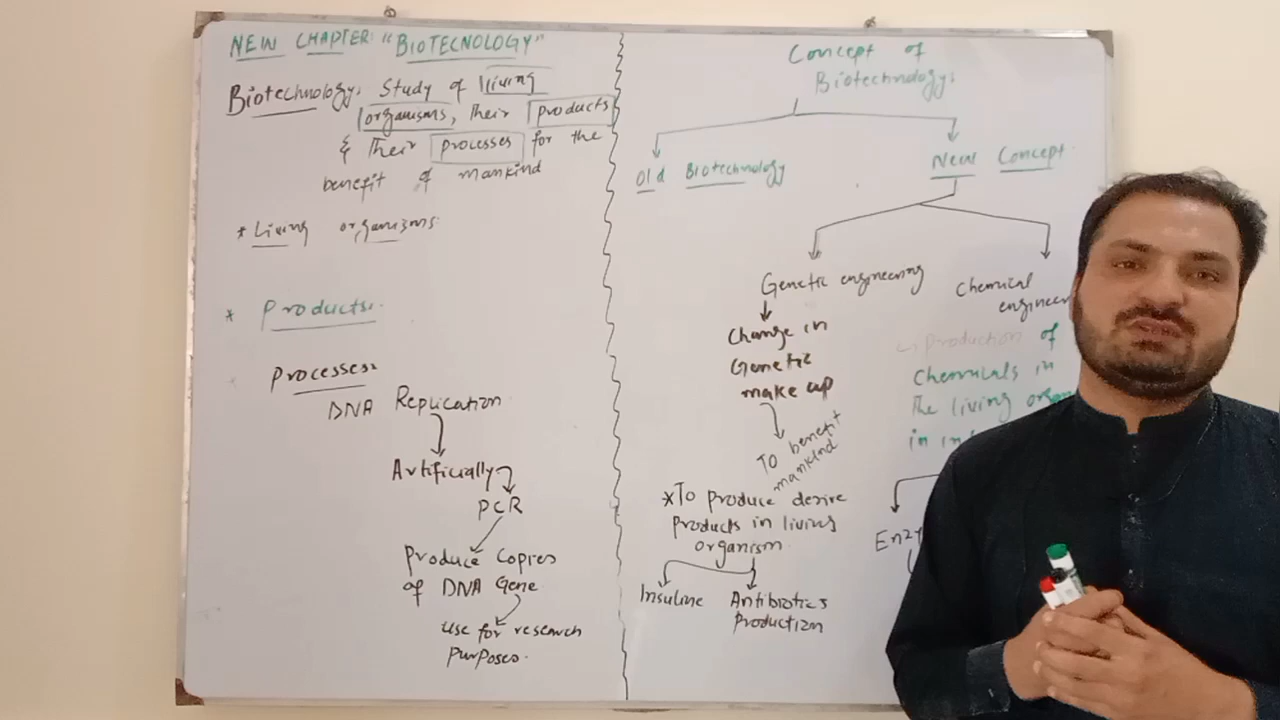 NEW CHAPTER: "BIOTECNOLOGY"
Biotechnology: Study of living
organisms, their products
& their processes for the
benefit of mankind
* Living organisms:
* Products:
Processes:
DNA Replication
Artificially
PCR
Produce Copies
of DNA Gene
Use for research
Purposes.
Concept of
Biotechnology:
Old Biotechnology
New Concept
Genetic engineering
Change in
Genetic
make up
To benefit
mankind
*To produce desire
products in living
organism
Insuline
Antibiotics
Production
Chemical
production of
Chemicals in
The living
in